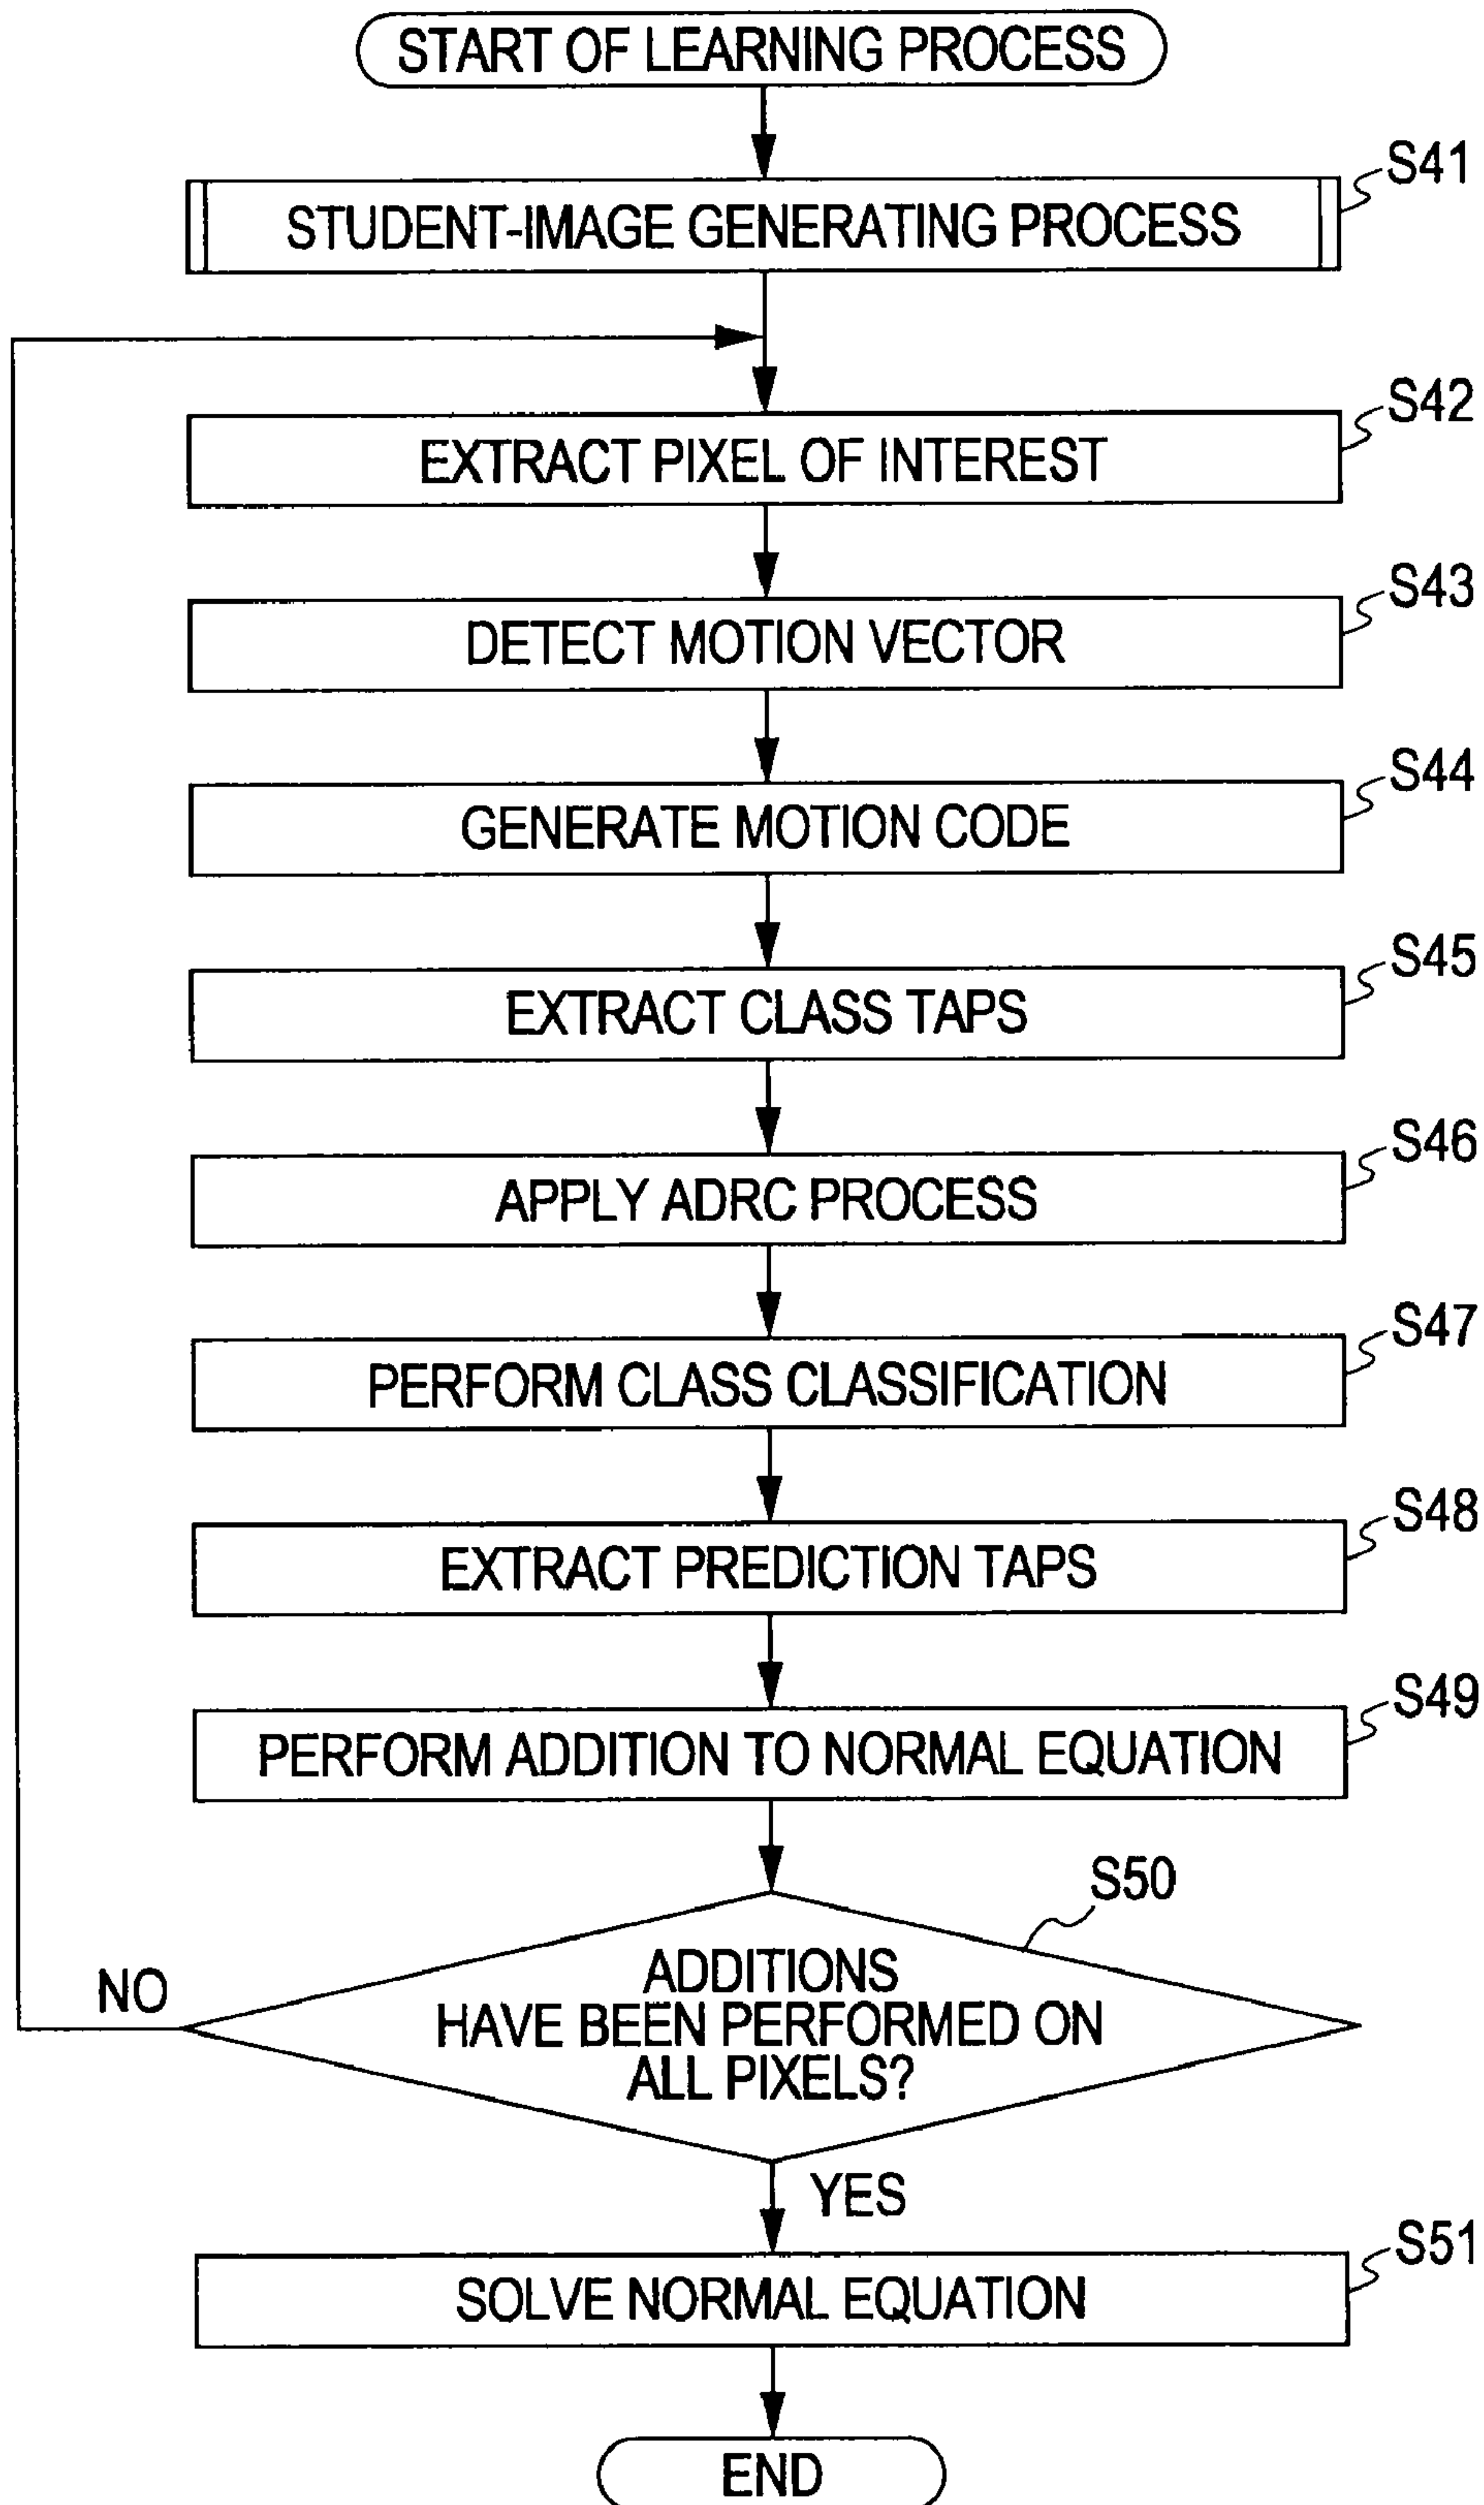 START OF LEARNING PROCESS
S41
STUDENT-IMAGE GENERATING PROCESS
S42
EXTRACT PIXEL OF INTEREST
S43
DETECT MOTION VECTOR
S44
GENERATE MOTION CODE
S45
EXTRACT CLASS TAPS
S46
APPLY ADRC PROCESS
S47
PERFORM CLASS CLASSIFICATION
S48
EXTRACT PREDICTION TAPS
S49
PERFORM ADDITION TO NORMAL EQUATION
S50
ADDITIONS
HAVE BEEN PERFORMED ON
ALL PIXELS?
NO
YES
S51
SOLVE NORMAL EQUATION
END